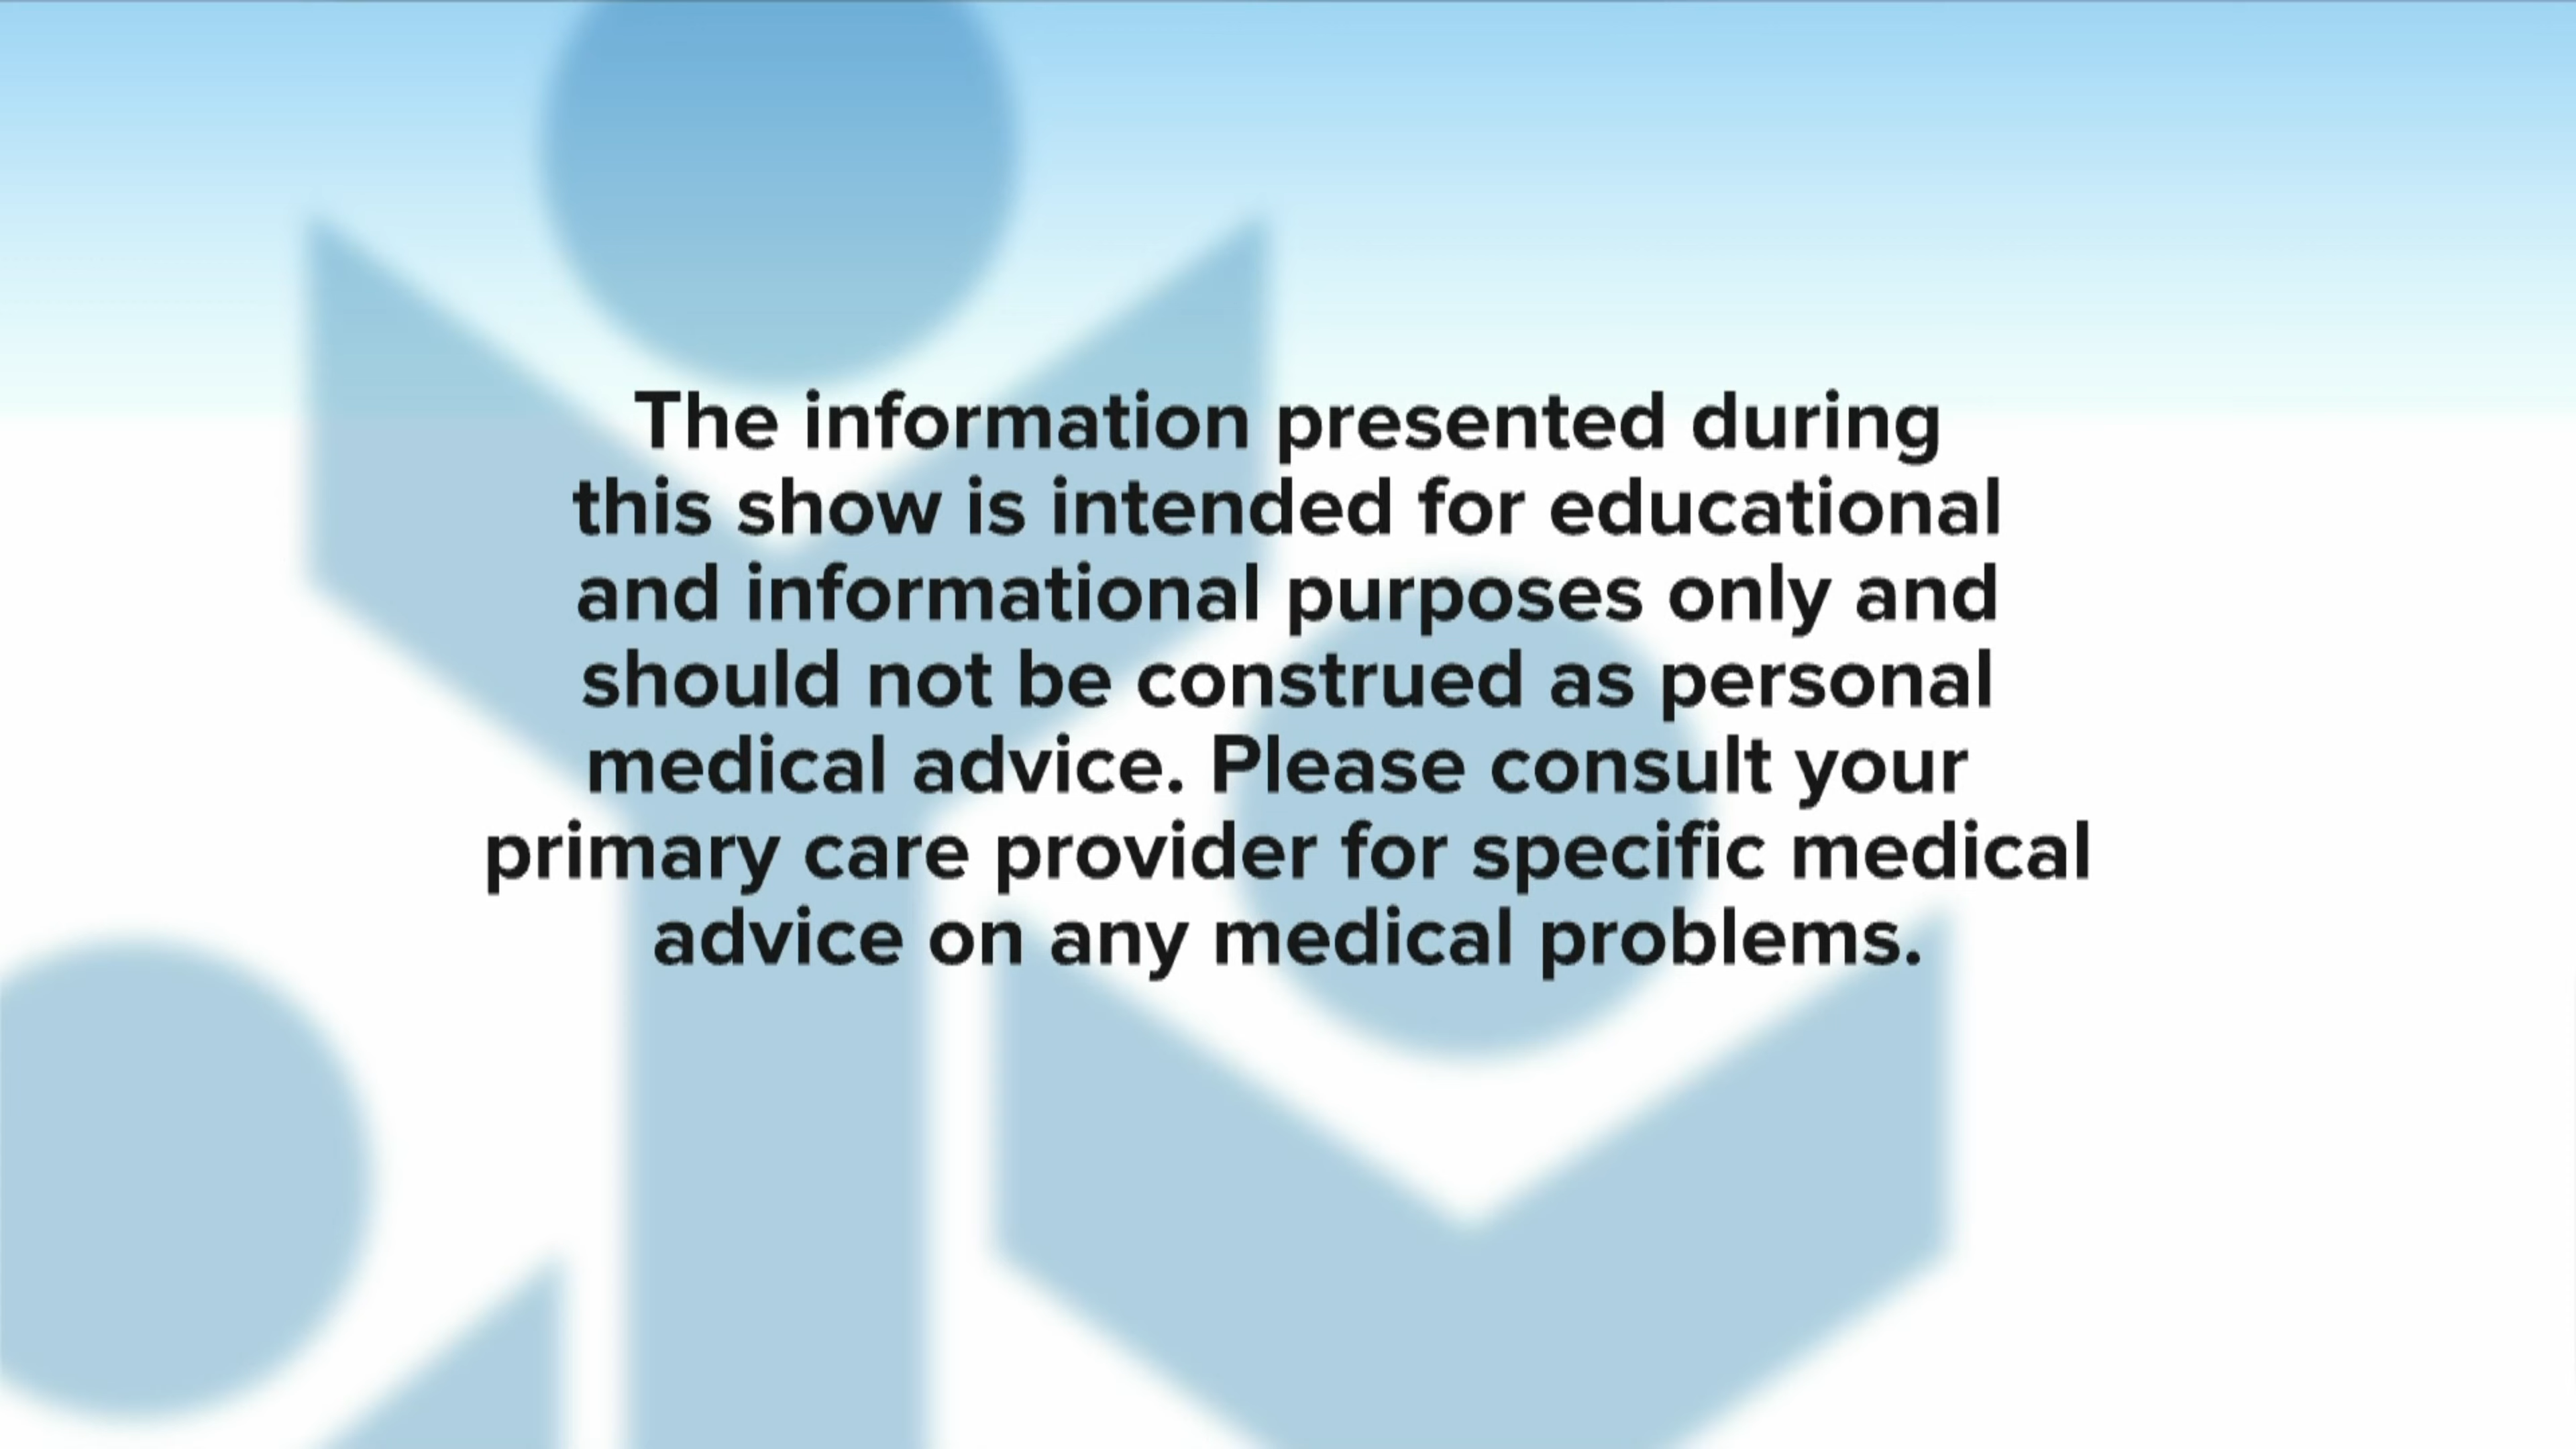 The information presented during
this show is intended for educational
and informational purposes only and
should not be construed as personal
medical advice. Please consult your
primary care provider for specific medical
advice on any medical problems.